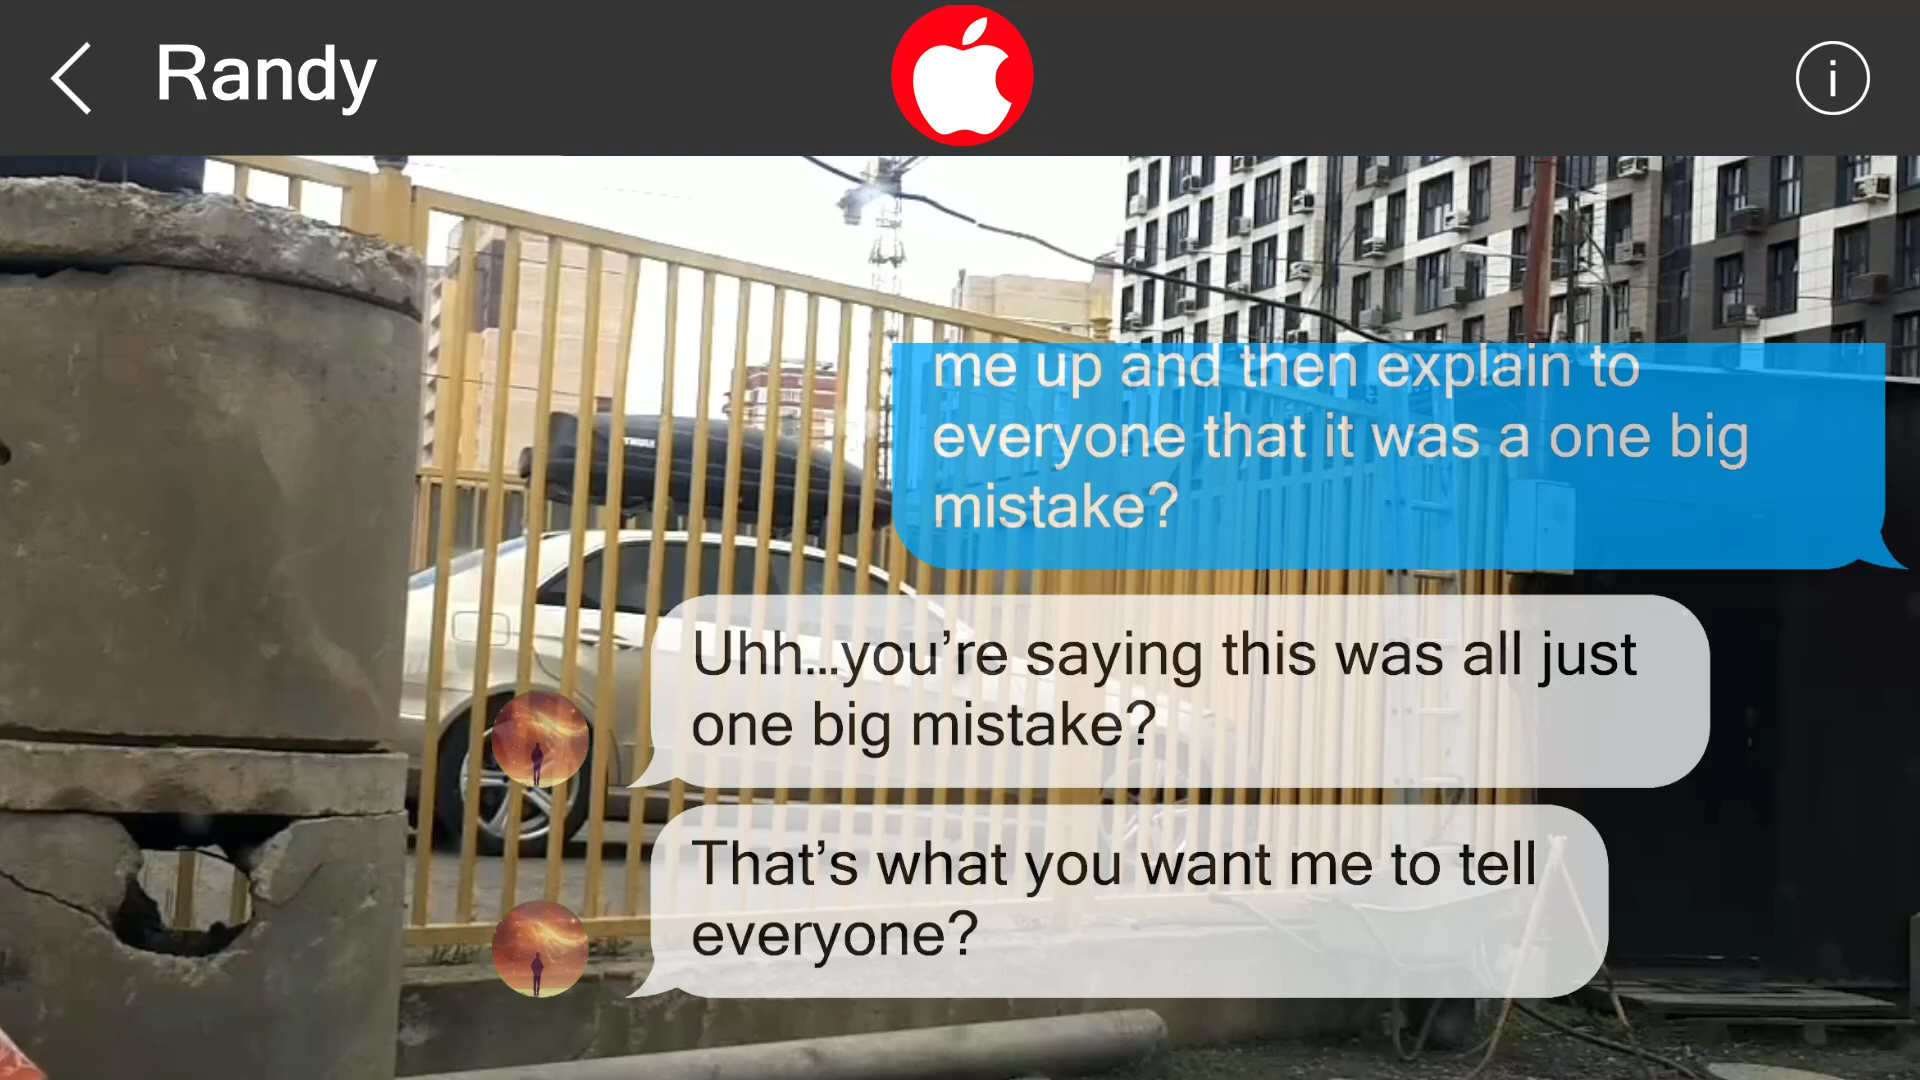 Randy
i
me up and then explain to
everyone that it was a one big
mistake?
THULE
Uhh...you’re saying this was all just
one big mistake?
That’s what you want me to tell
everyone?